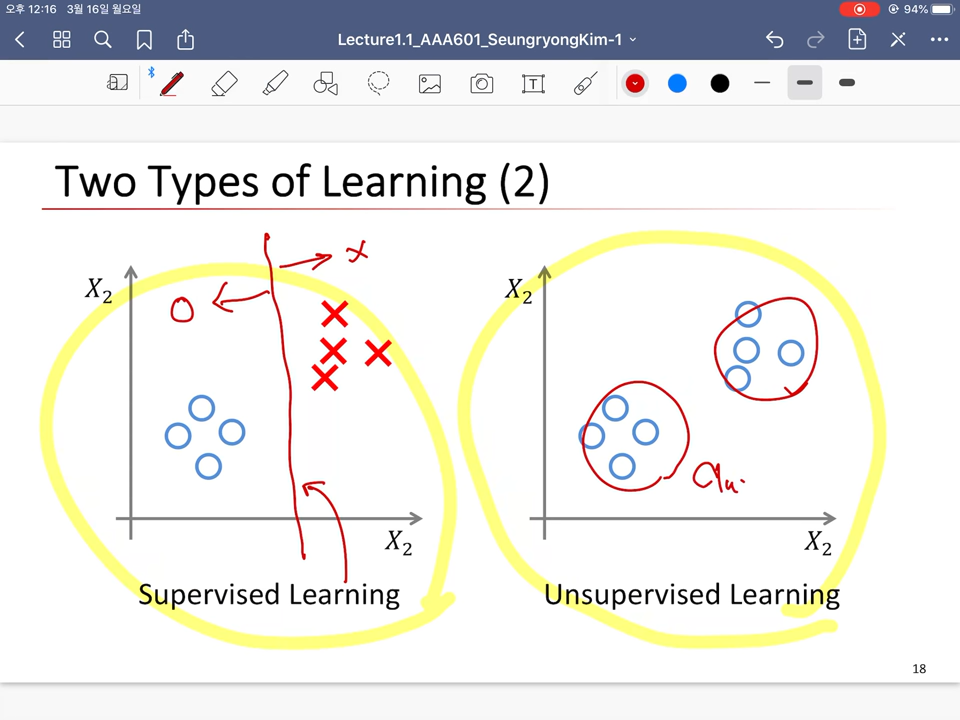 오후 12:16 3월 16일 월요일 94%
Lecture1.1_AAA601_SeungryongKim-1
T
Two Types of Learning (2)
X₂
X₂
O
x
X₂
X₂
Supervised Learning
Unsupervised Learning
18